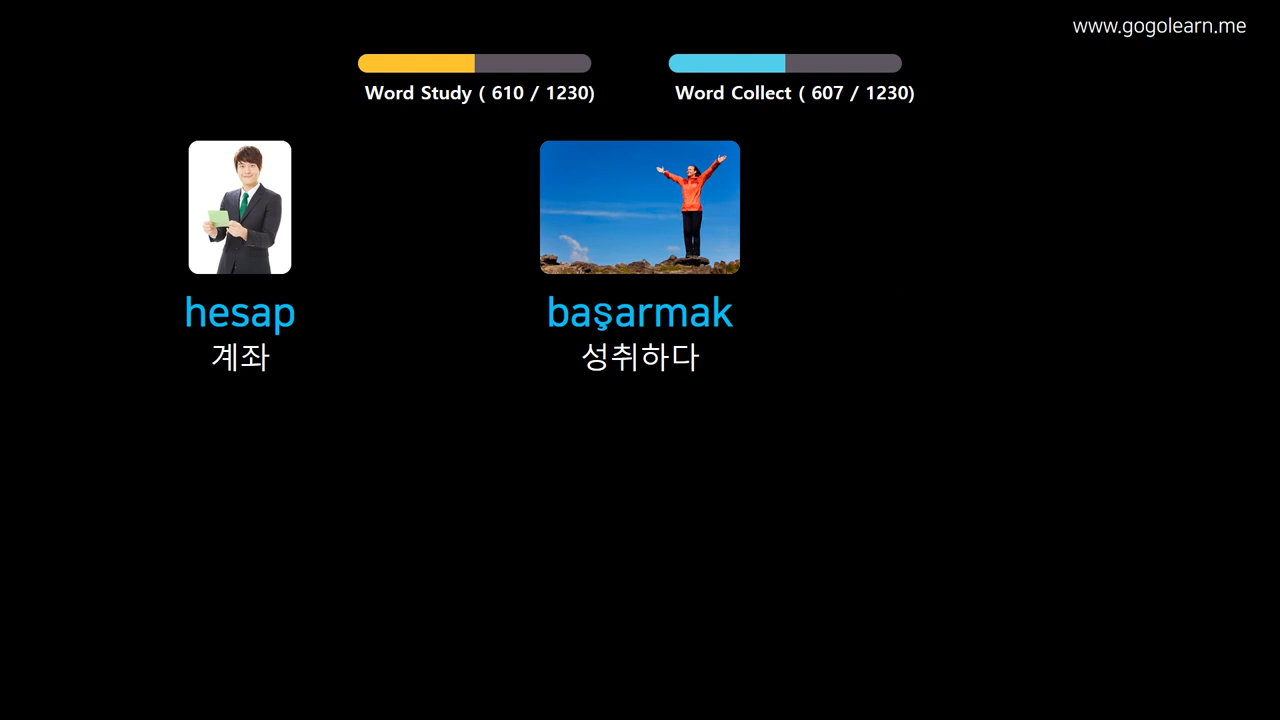 www.gogolearn.me
Word Study ( 610 / 1230)
Word Collect ( 607 / 1230)
hesap
계좌
başarmak
성취하다